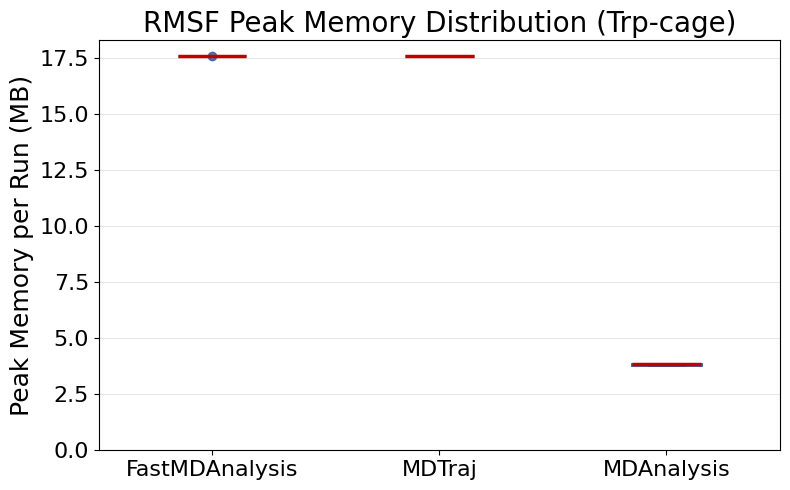 RMSF Peak Memory Distribution (Trp-cage)
Peak Memory per Run (MB)
17.5
15.0
12.5
10.0
7.5
5.0
2.5
0.0
FastMDAnalysis MDTraj MDAnalysis